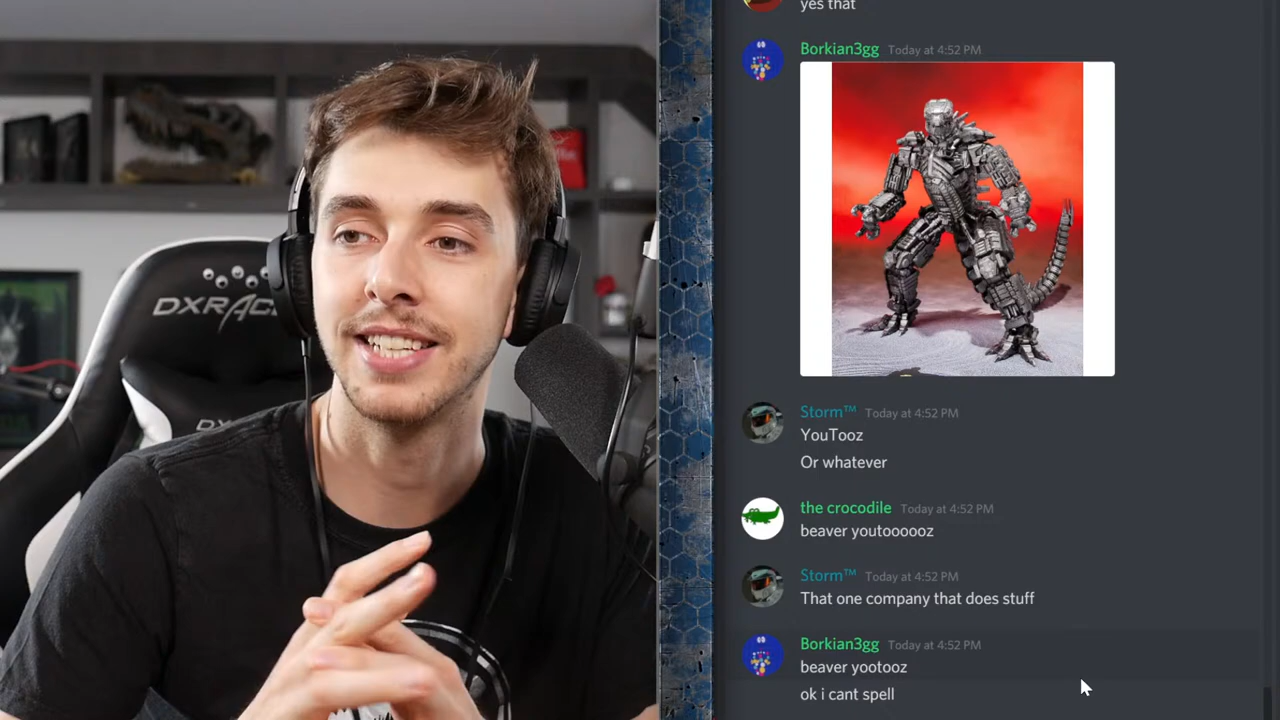 DXRAC
DX
yes that
Borkian3gg Today at 4:52 PM
Storm™ Today at 4:52 PM
YouTooz
Or whatever
the crocodile Today at 4:52 PM
beaver youtoooooz
Storm™ Today at 4:52 PM
That one company that does stuff
Borkian3gg Today at 4:52 PM
beaver yootooz
ok i cant spell